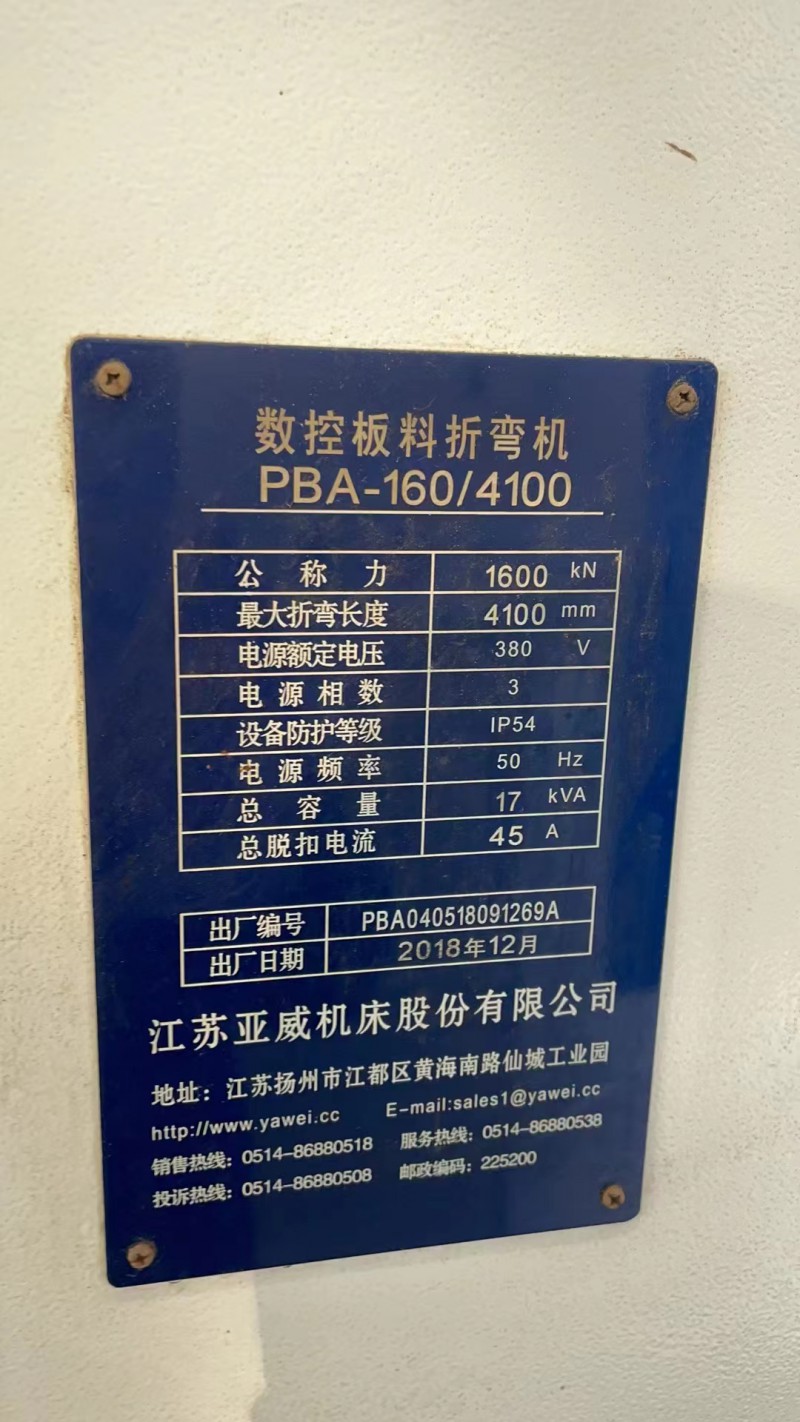 数控板料折弯机
PBA-160/4100
公称力 1600 kN
最大折弯长度 4100 mm
电源额定电压 380 V
电源相数 3
设备防护等级 IP54
电源频率 50 Hz
总容量 17 kVA
总脱扣电流 45 A
出厂编号 PBA040518091269A
出厂日期 2018年12月
江苏亚威机床股份有限公司
地址：江苏扬州市江都区黄海南路仙城工业园
http://www.yawei.cc E-mail:sales1@yawei.cc
销售热线：0514-86880518 服务热线：0514-86880538
投诉热线：0514-86880508 邮政编码：225200